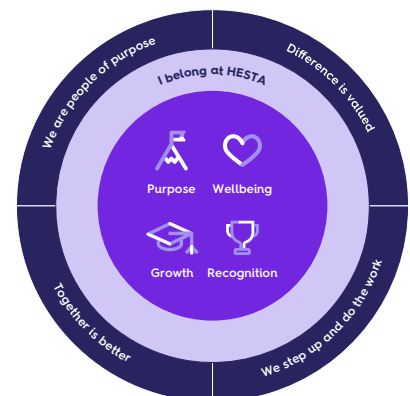 We are people of purpose
Difference is valued
I belong at HESTA
Purpose
Wellbeing
Growth
Recognition
Together is better
We step up and do the work